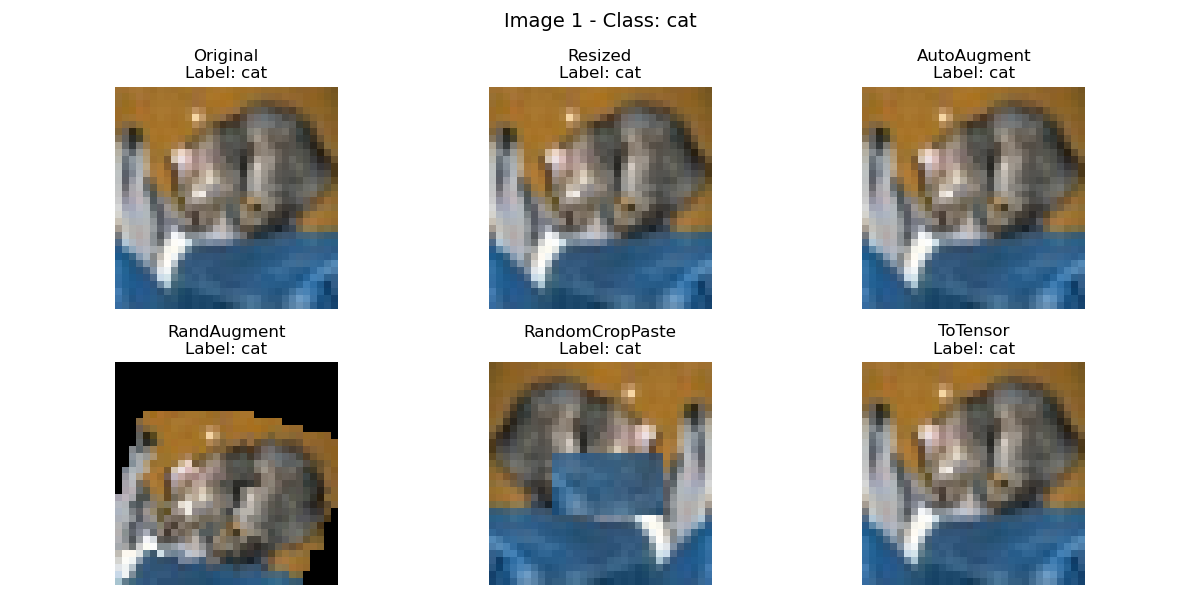 Image 1 - Class: cat
Original
Label: cat
Resized
Label: cat
AutoAugment
Label: cat
RandAugment
Label: cat
RandomCropPaste
Label: cat
ToTensor
Label: cat